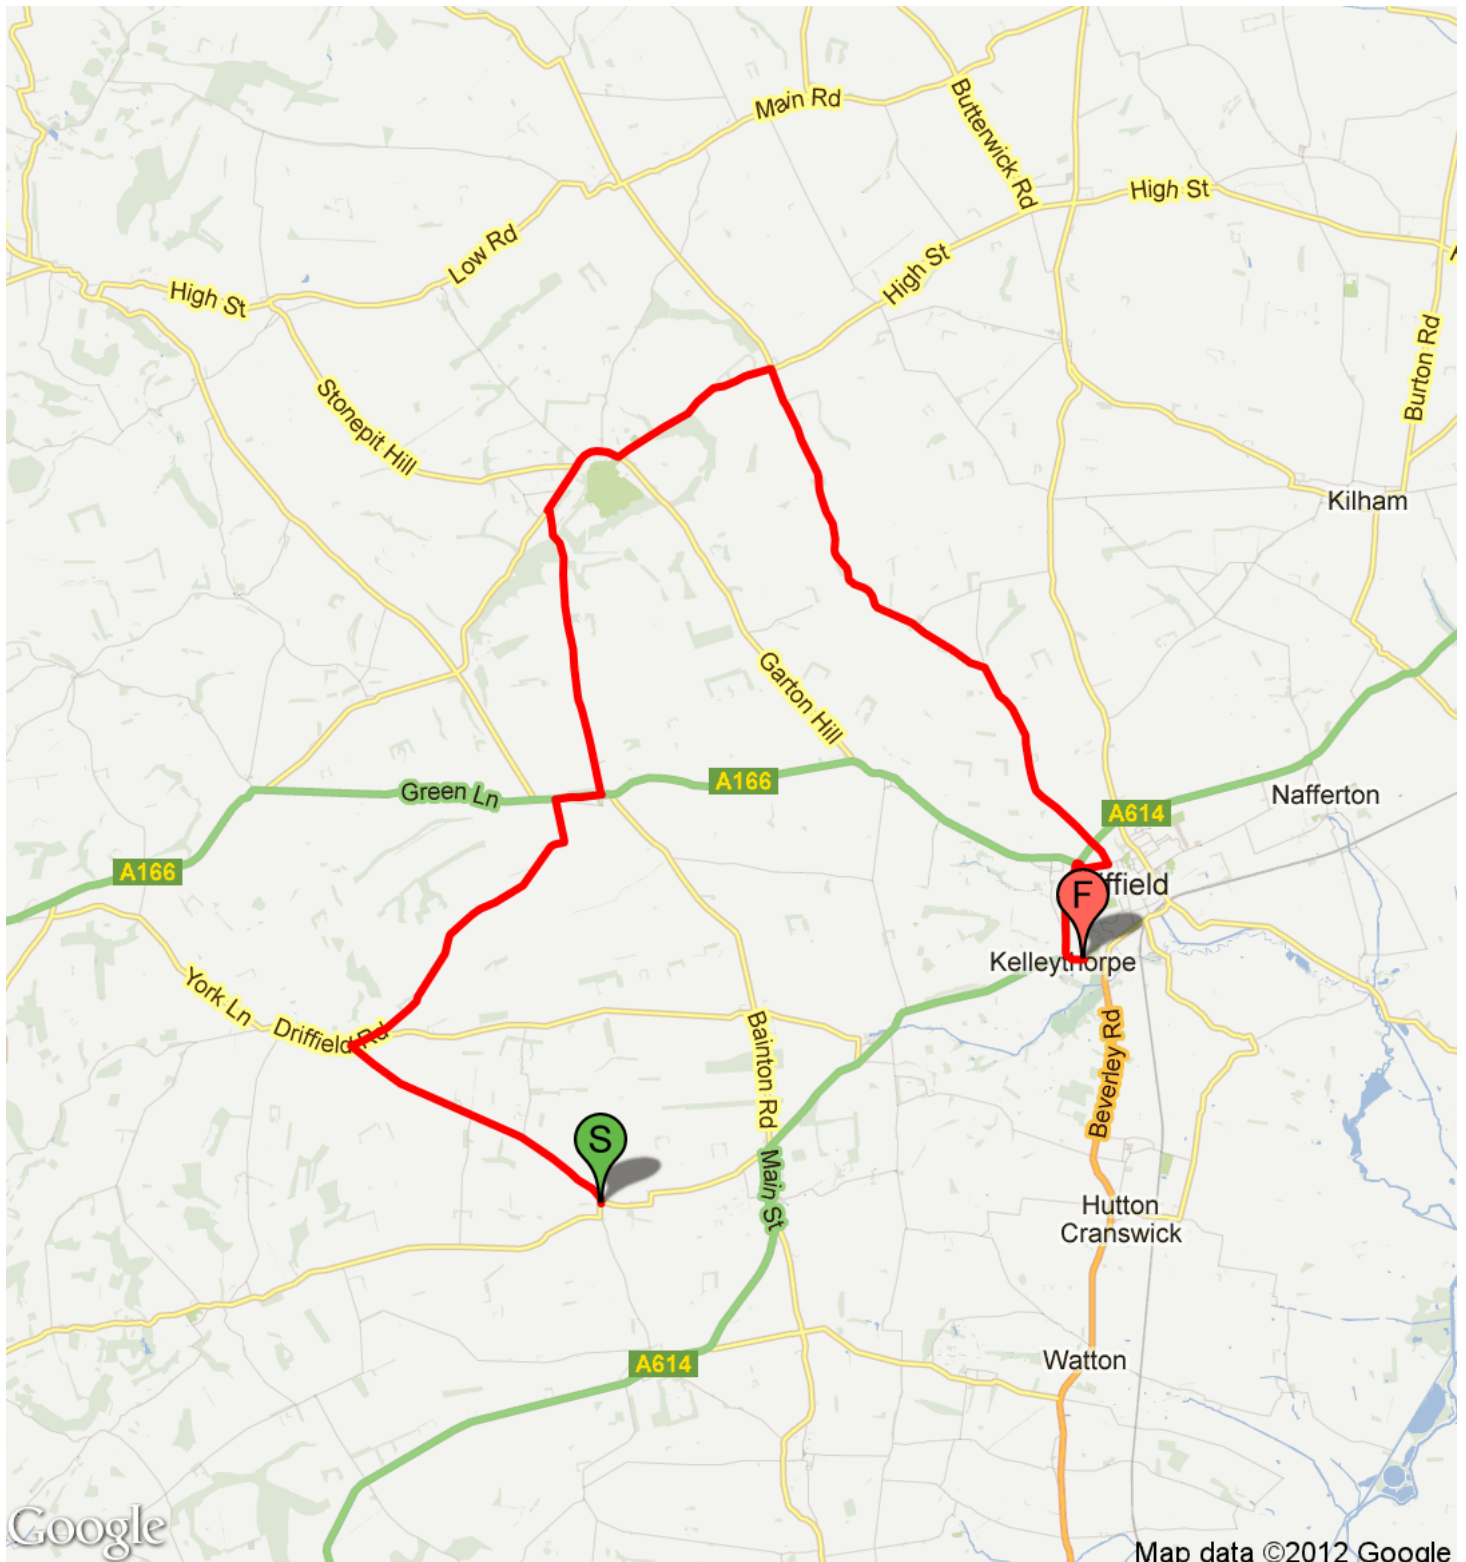 Main Rd
Butterwick Rd
High St
Low Rd
High St
High St
Burton Rd
Stonepit Hill
Kilham
Garton Hill
A166
Green Ln
Nafferton
A614
A166
F
iffield
Kelleythorpe
York Ln
Driffield Rd
Bainton Rd
Beverley Rd
S
Main St
Hutton
Cranswick
Watton
A614
Google
Map data ©2012 Google